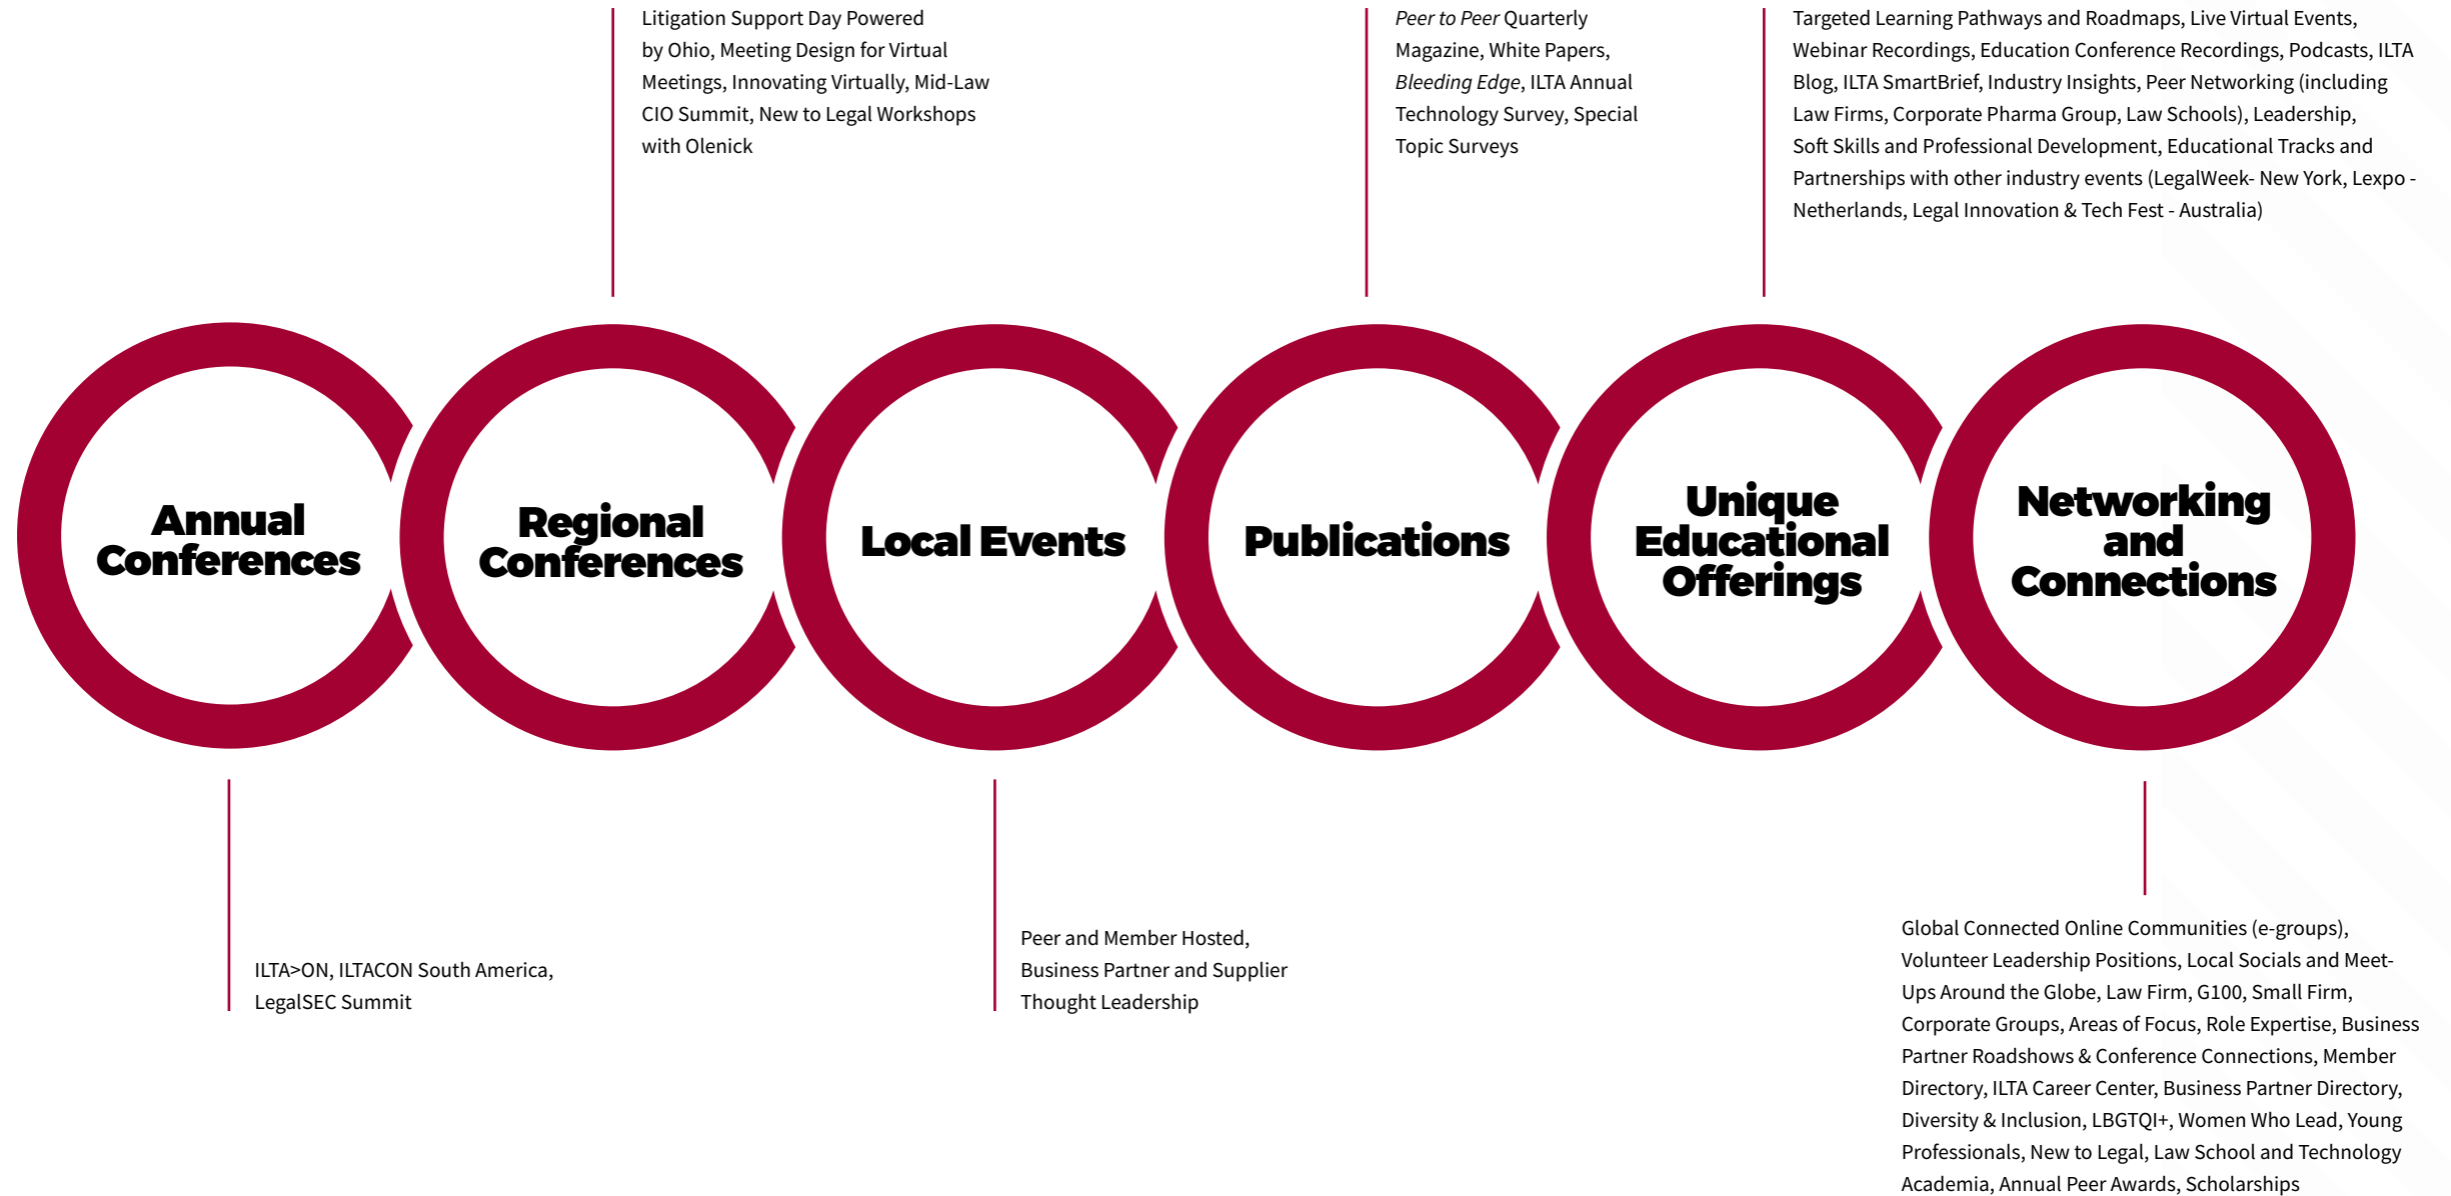 Litigation Support Day Powered
by Ohio, Meeting Design for Virtual
Meetings, Innovating Virtually, Mid-Law
CIO Summit, New to Legal Workshops
with Olenick
Peer to Peer Quarterly
Magazine, White Papers,
Bleeding Edge, ILTA Annual
Technology Survey, Special
Topic Surveys
Targeted Learning Pathways and Roadmaps, Live Virtual Events,
Webinar Recordings, Education Conference Recordings, Podcasts, ILTA
Blog, ILTA SmartBrief, Industry Insights, Peer Networking (including
Law Firms, Corporate Pharma Group, Law Schools), Leadership,
Soft Skills and Professional Development, Educational Tracks and
Partnerships with other industry events (LegalWeek- New York, Lexpo -
Netherlands, Legal Innovation & Tech Fest - Australia)
Annual
Conferences
Regional
Conferences
Local Events
Publications
Unique
Educational
Offerings
Networking
and
Connections
ILTA>ON, ILTACON South America,
LegalSEC Summit
Peer and Member Hosted,
Business Partner and Supplier
Thought Leadership
Global Connected Online Communities (e-groups),
Volunteer Leadership Positions, Local Socials and Meet-
Ups Around the Globe, Law Firm, G100, Small Firm,
Corporate Groups, Areas of Focus, Role Expertise, Business
Partner Roadshows & Conference Connections, Member
Directory, ILTA Career Center, Business Partner Directory,
Diversity & Inclusion, LBGTQI+, Women Who Lead, Young
Professionals, New to Legal, Law School and Technology
Academia, Annual Peer Awards, Scholarships